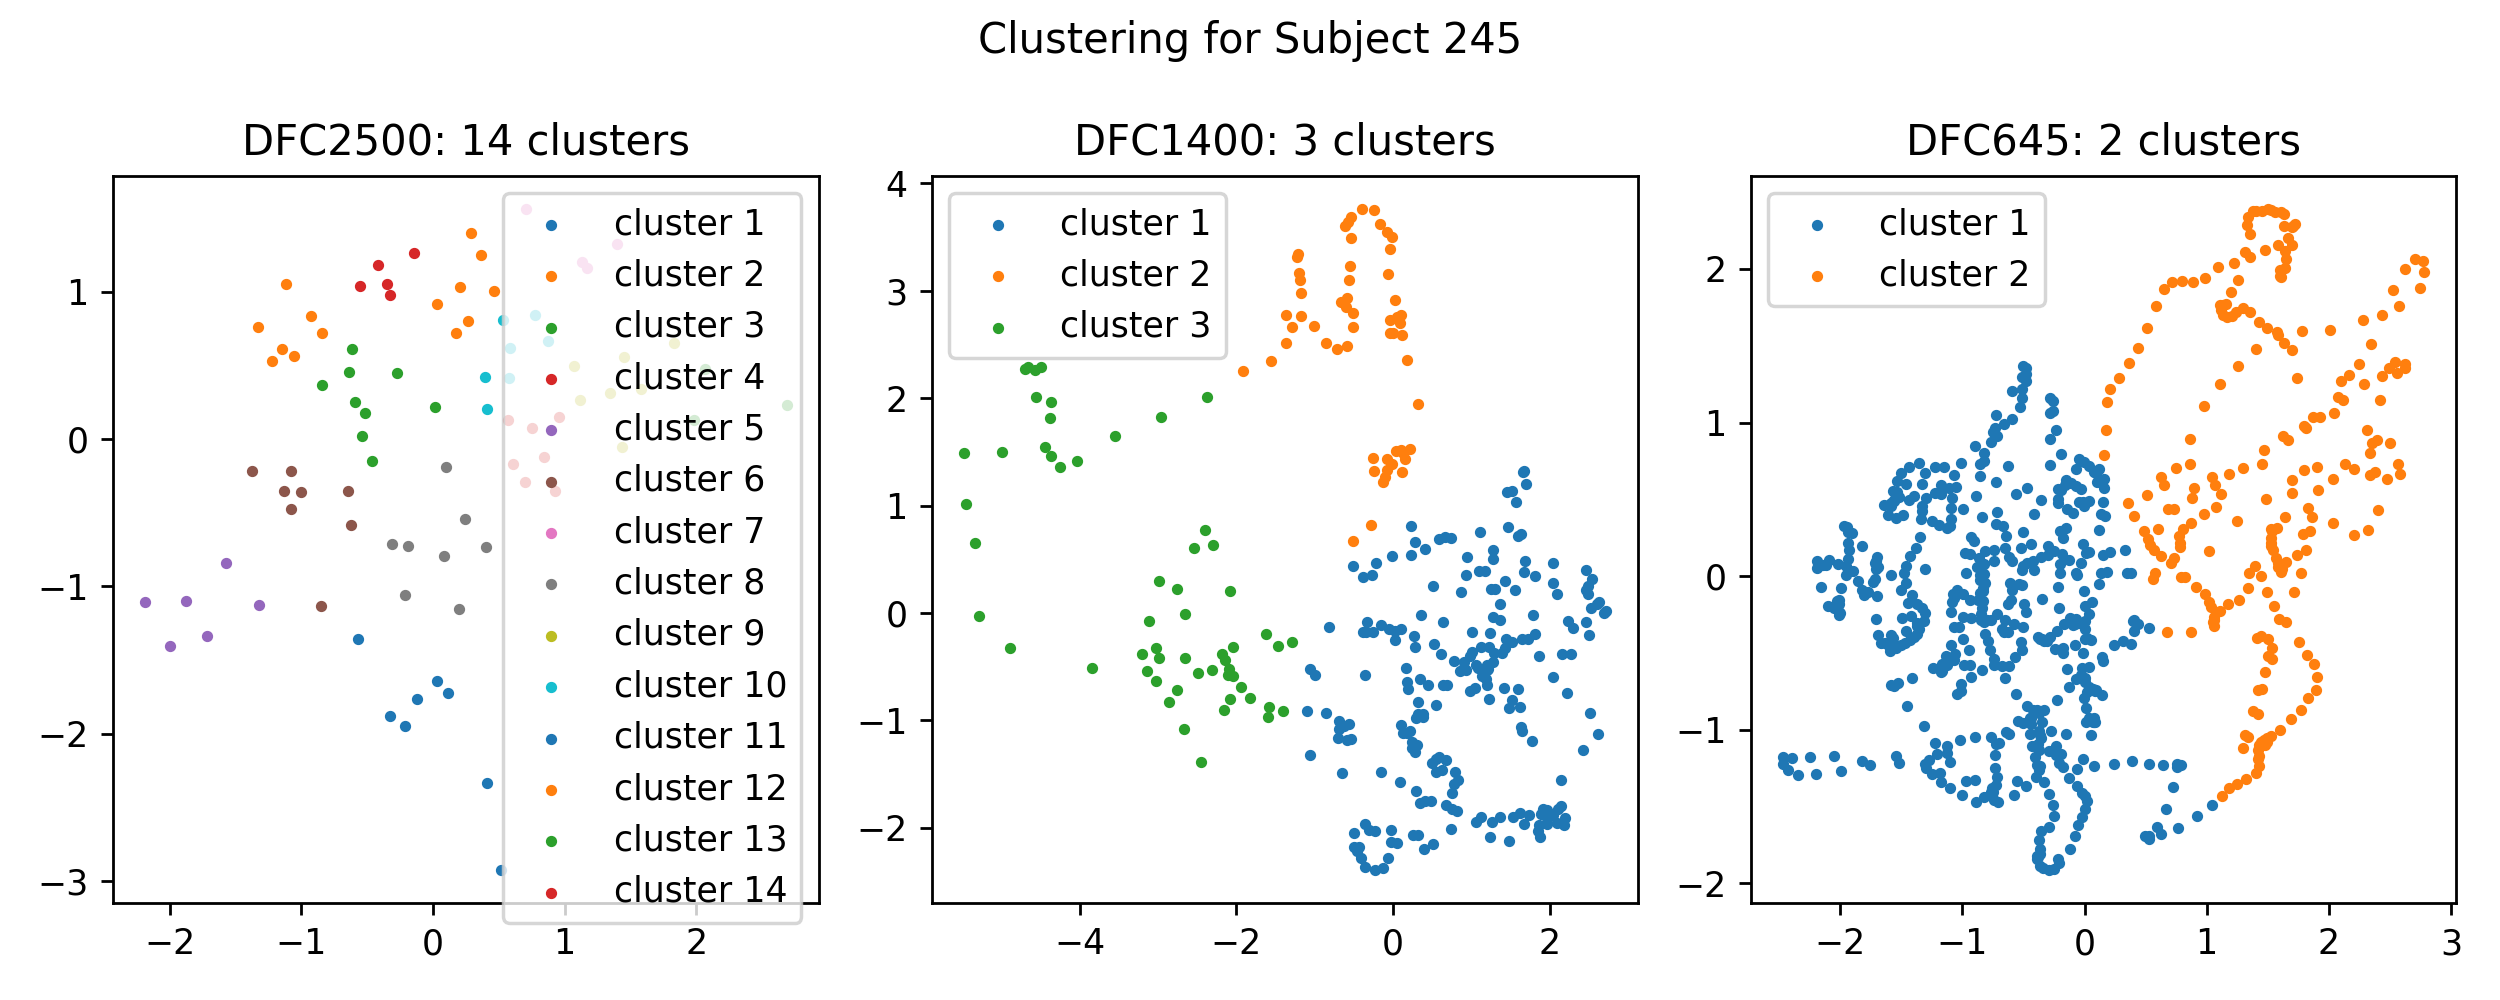 Clustering for Subject 245
DFC2500: 14 clusters
cluster 1
cluster 2
cluster 3
cluster 4
cluster 5
cluster 6
cluster 7
cluster 8
cluster 9
cluster 10
cluster 11
cluster 12
cluster 13
cluster 14
1
0
−1
−2
−3
−2 −1 0 1 2
DFC1400: 3 clusters
cluster 1
cluster 2
cluster 3
4
3
2
1
0
−1
−2
−4 −2 0 2
DFC645: 2 clusters
cluster 1
cluster 2
2
1
0
−1
−2
−2 −1 0 1 2 3